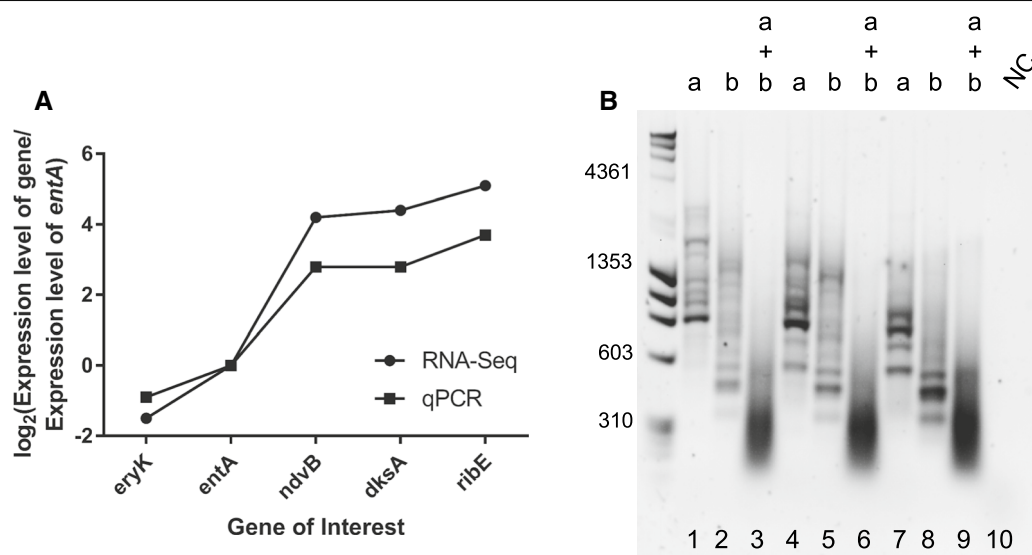 A
log2(Expression level of gene/
Expression level of entA)
6
4
2
0
-2
RNA-Seq
qPCR
eryK
entA
ndvB
dksA
ribE
Gene of Interest
B
a
b
a + b
a
b
a + b
a
b
a + b
NC
4361
1353
603
310
1 2 3 4 5 6 7 8 9 10